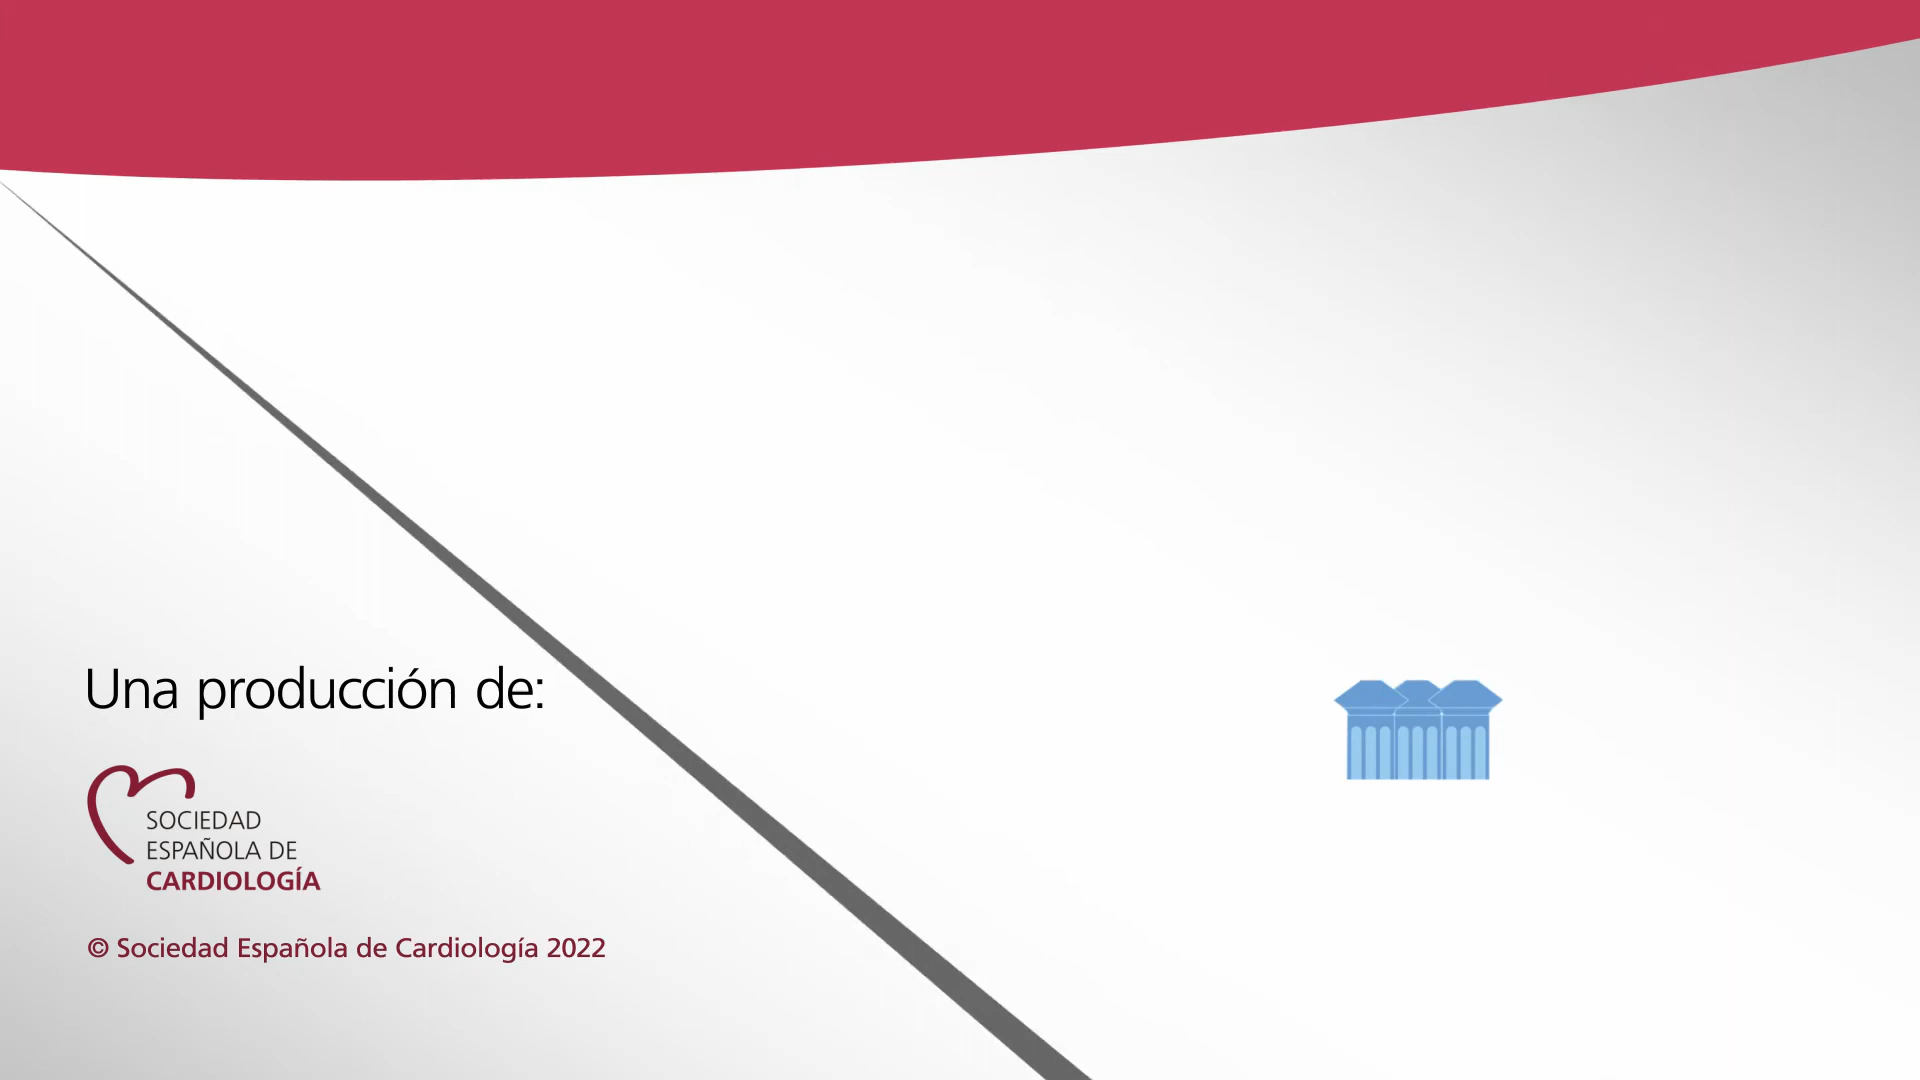 Una producción de:
SOCIEDAD
ESPAÑOLA DE
CARDIOLOGÍA
© Sociedad Española de Cardiología 2022